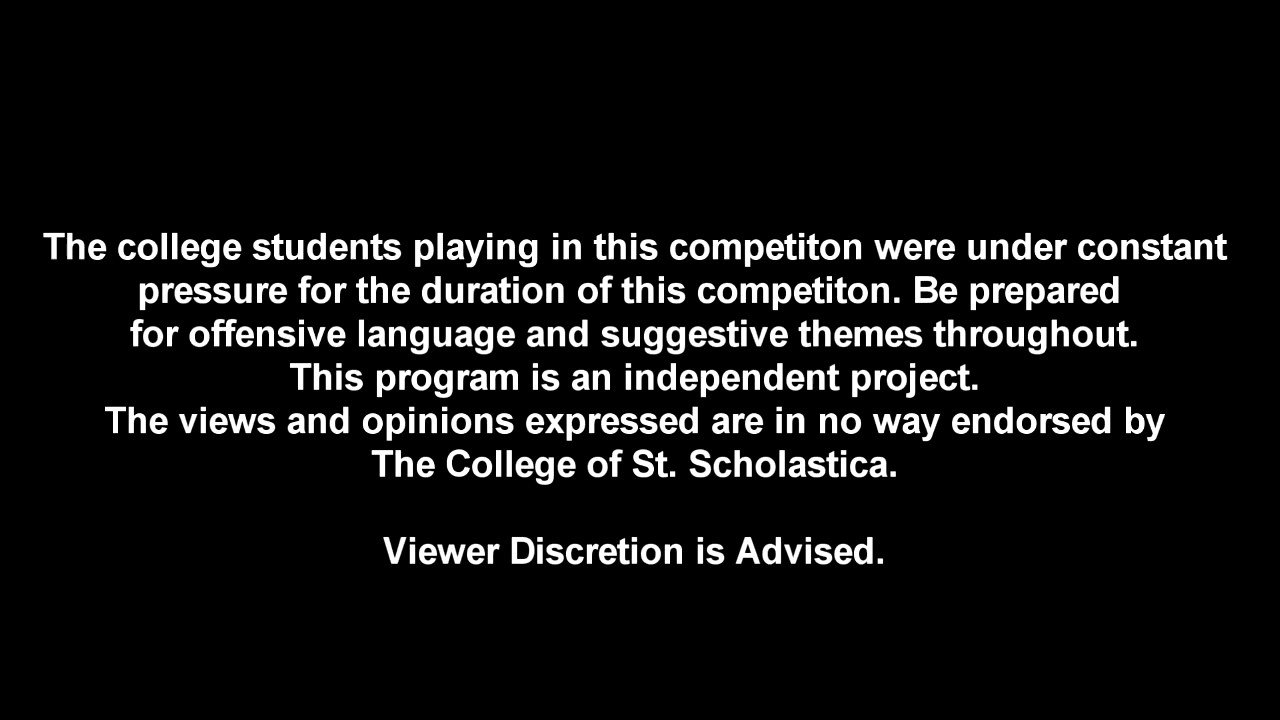 The college students playing in this competiton were under constant
pressure for the duration of this competiton. Be prepared
for offensive language and suggestive themes throughout.
This program is an independent project.
The views and opinions expressed are in no way endorsed by
The College of St. Scholastica.
Viewer Discretion is Advised.